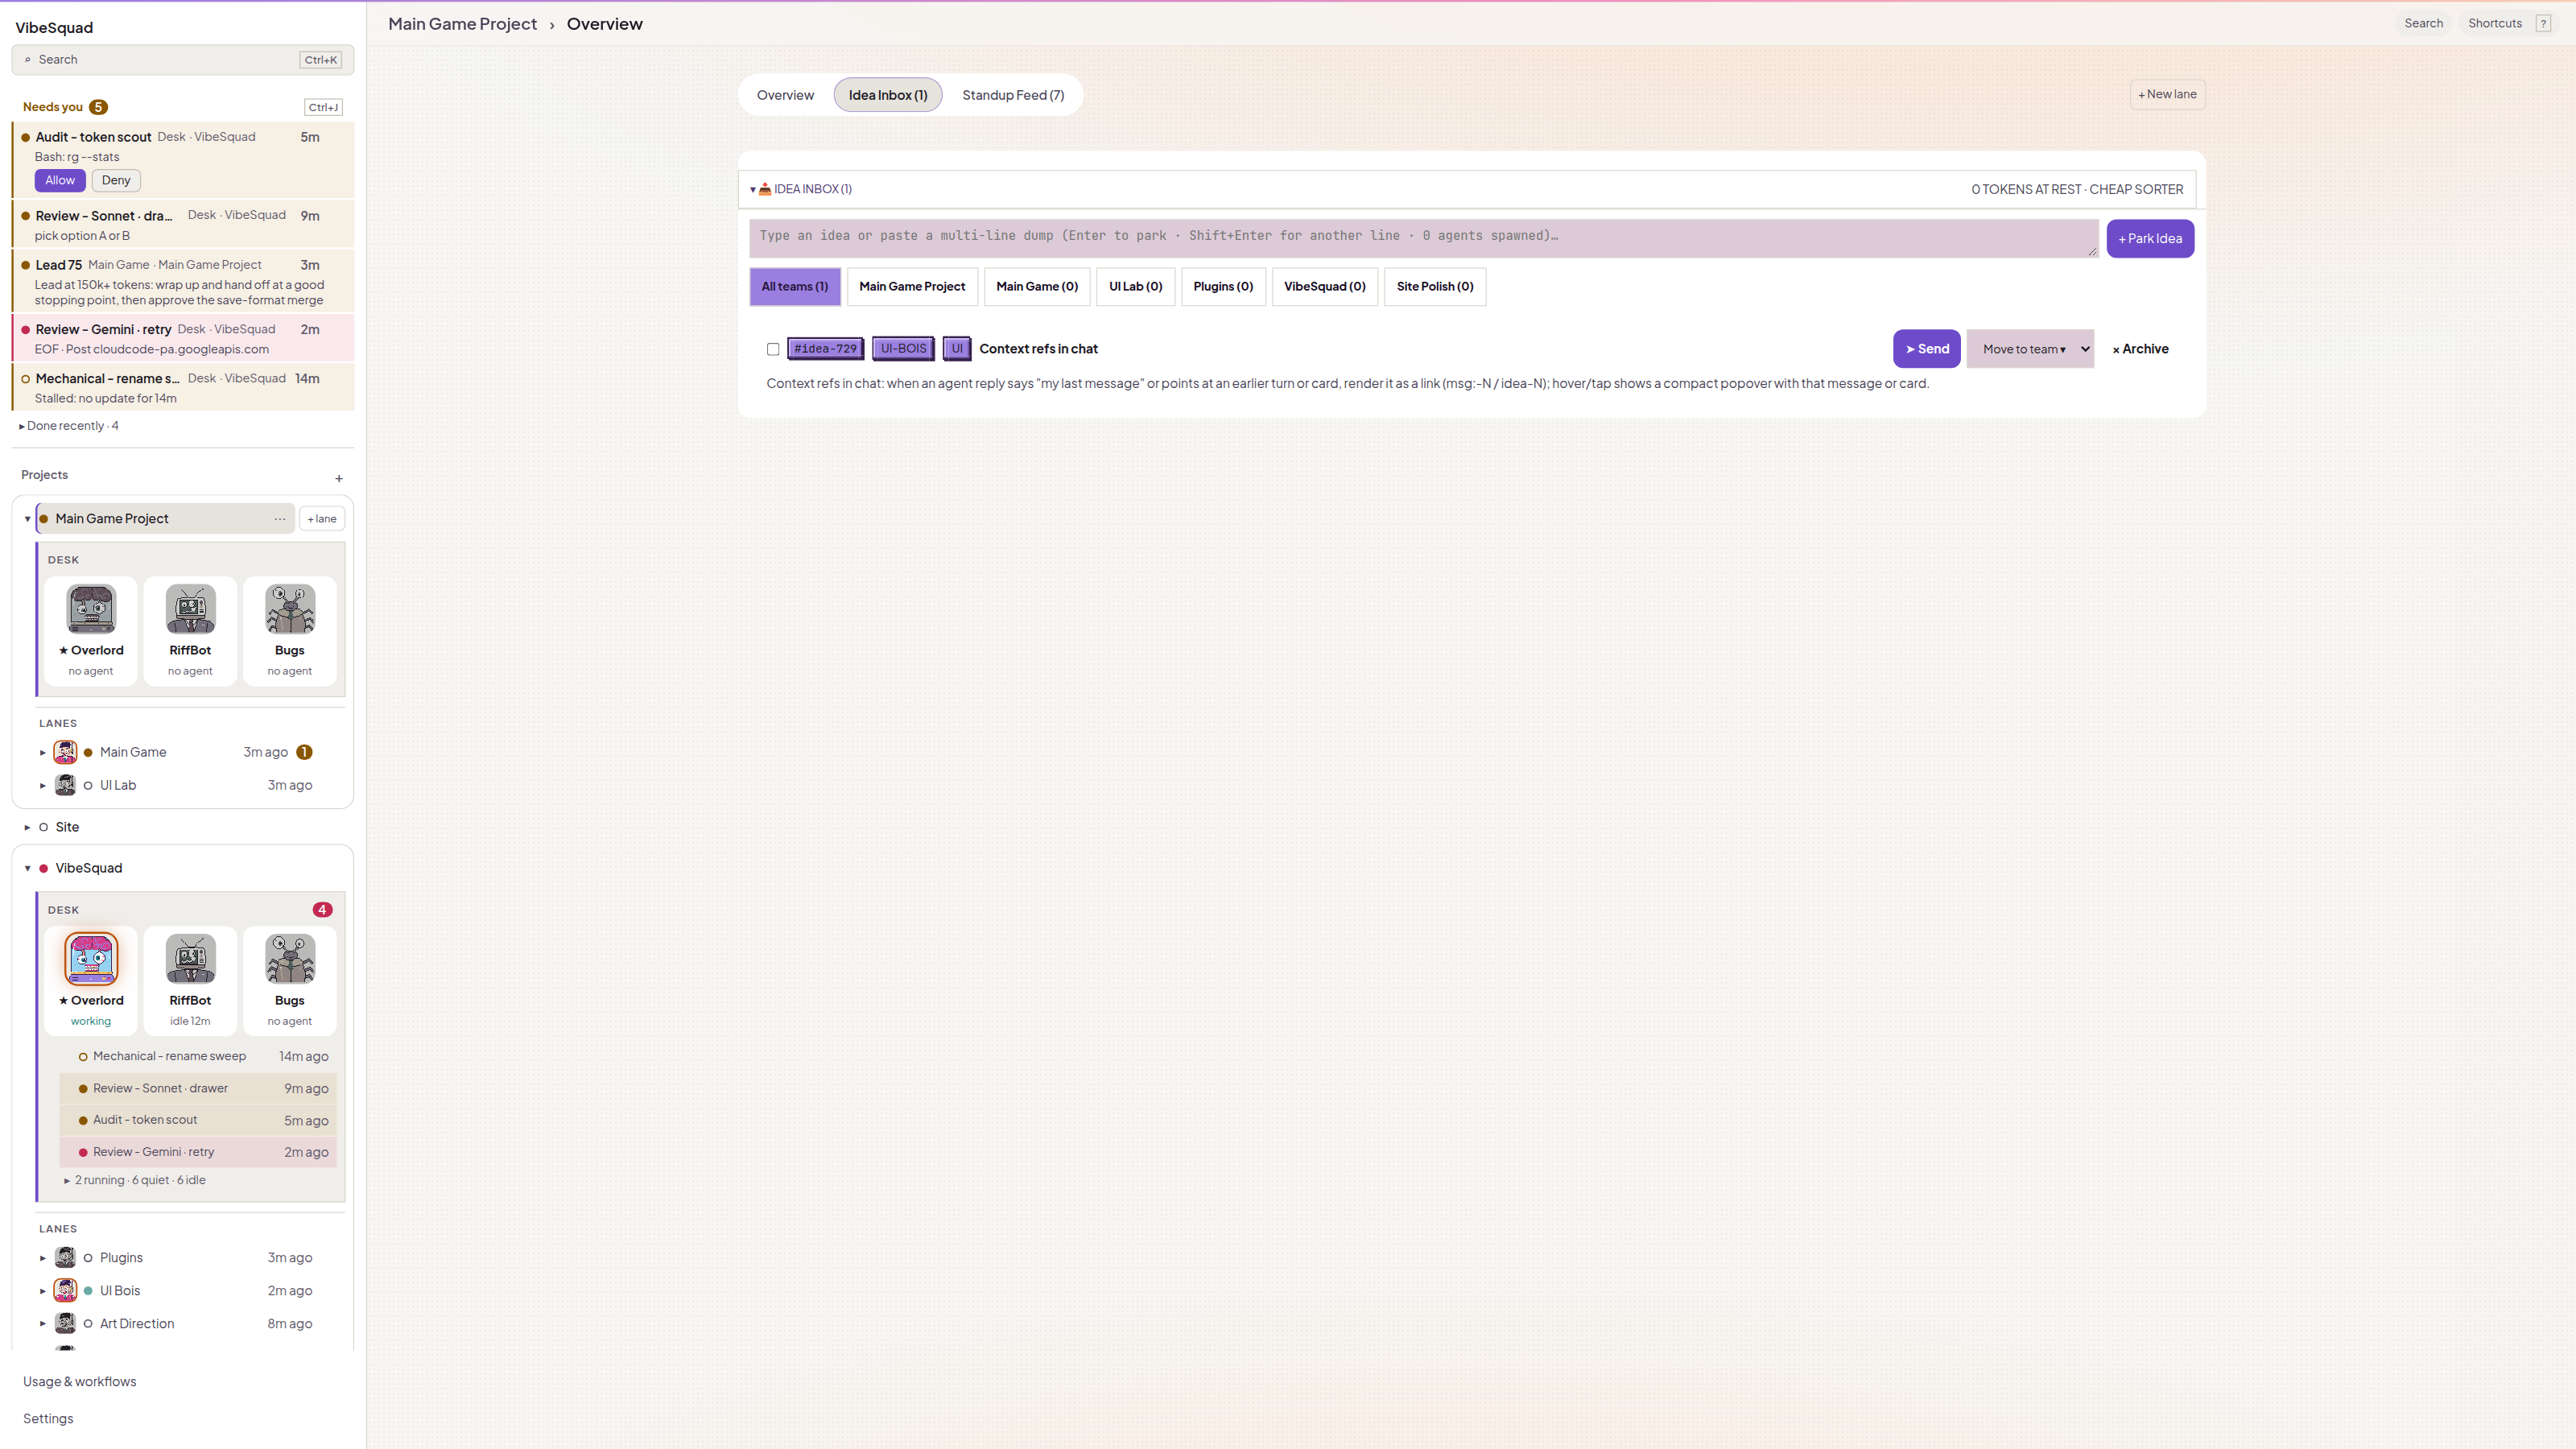 VibeSquad
Search Ctrl+K
Needs you 5 Ctrl+J
Audit – token scout Desk · VibeSquad 5m
Bash: rg --stats
Allow Deny
Review – Sonnet · dra… Desk · VibeSquad 9m
pick option A or B
Lead 75 Main Game · Main Game Project 3m
Lead at 150k+ tokens: wrap up and hand off at a good
stopping point, then approve the save-format merge
Review – Gemini · retry Desk · VibeSquad 2m
EOF · Post cloudcode-pa.googleapis.com
Mechanical – rename s… Desk · VibeSquad 14m
Stalled: no update for 14m
▸ Done recently · 4
Projects +
▾ Main Game Project ··· + lane
DESK
★ Overlord RiffBot Bugs
no agent no agent no agent
LANES
▸ Main Game 3m ago 1
▸ UI Lab 3m ago
▸ Site
▾ VibeSquad
DESK 4
★ Overlord RiffBot Bugs
working idle 12m no agent
Mechanical – rename sweep 14m ago
Review – Sonnet · drawer 9m ago
Audit – token scout 5m ago
Review – Gemini · retry 2m ago
▸ 2 running · 6 quiet · 6 idle
LANES
▸ Plugins 3m ago
▸ UI Bois 2m ago
▸ Art Direction 8m ago
Usage & workflows
Settings
Main Game Project › Overview Search Shortcuts ?
Overview Idea Inbox (1) Standup Feed (7) + New lane
▾ 📥 IDEA INBOX (1) 0 TOKENS AT REST · CHEAP SORTER
Type an idea or paste a multi-line dump (Enter to park · Shift+Enter for another line · 0 agents spawned)… + Park Idea
All teams (1) Main Game Project Main Game (0) UI Lab (0) Plugins (0) VibeSquad (0) Site Polish (0)
#idea-729 UI-BOIS UI Context refs in chat ➤ Send Move to team ▾ × Archive
Context refs in chat: when an agent reply says "my last message" or points at an earlier turn or card, render it as a link (msg:-N / idea-N); hover/tap shows a compact popover with that message or card.